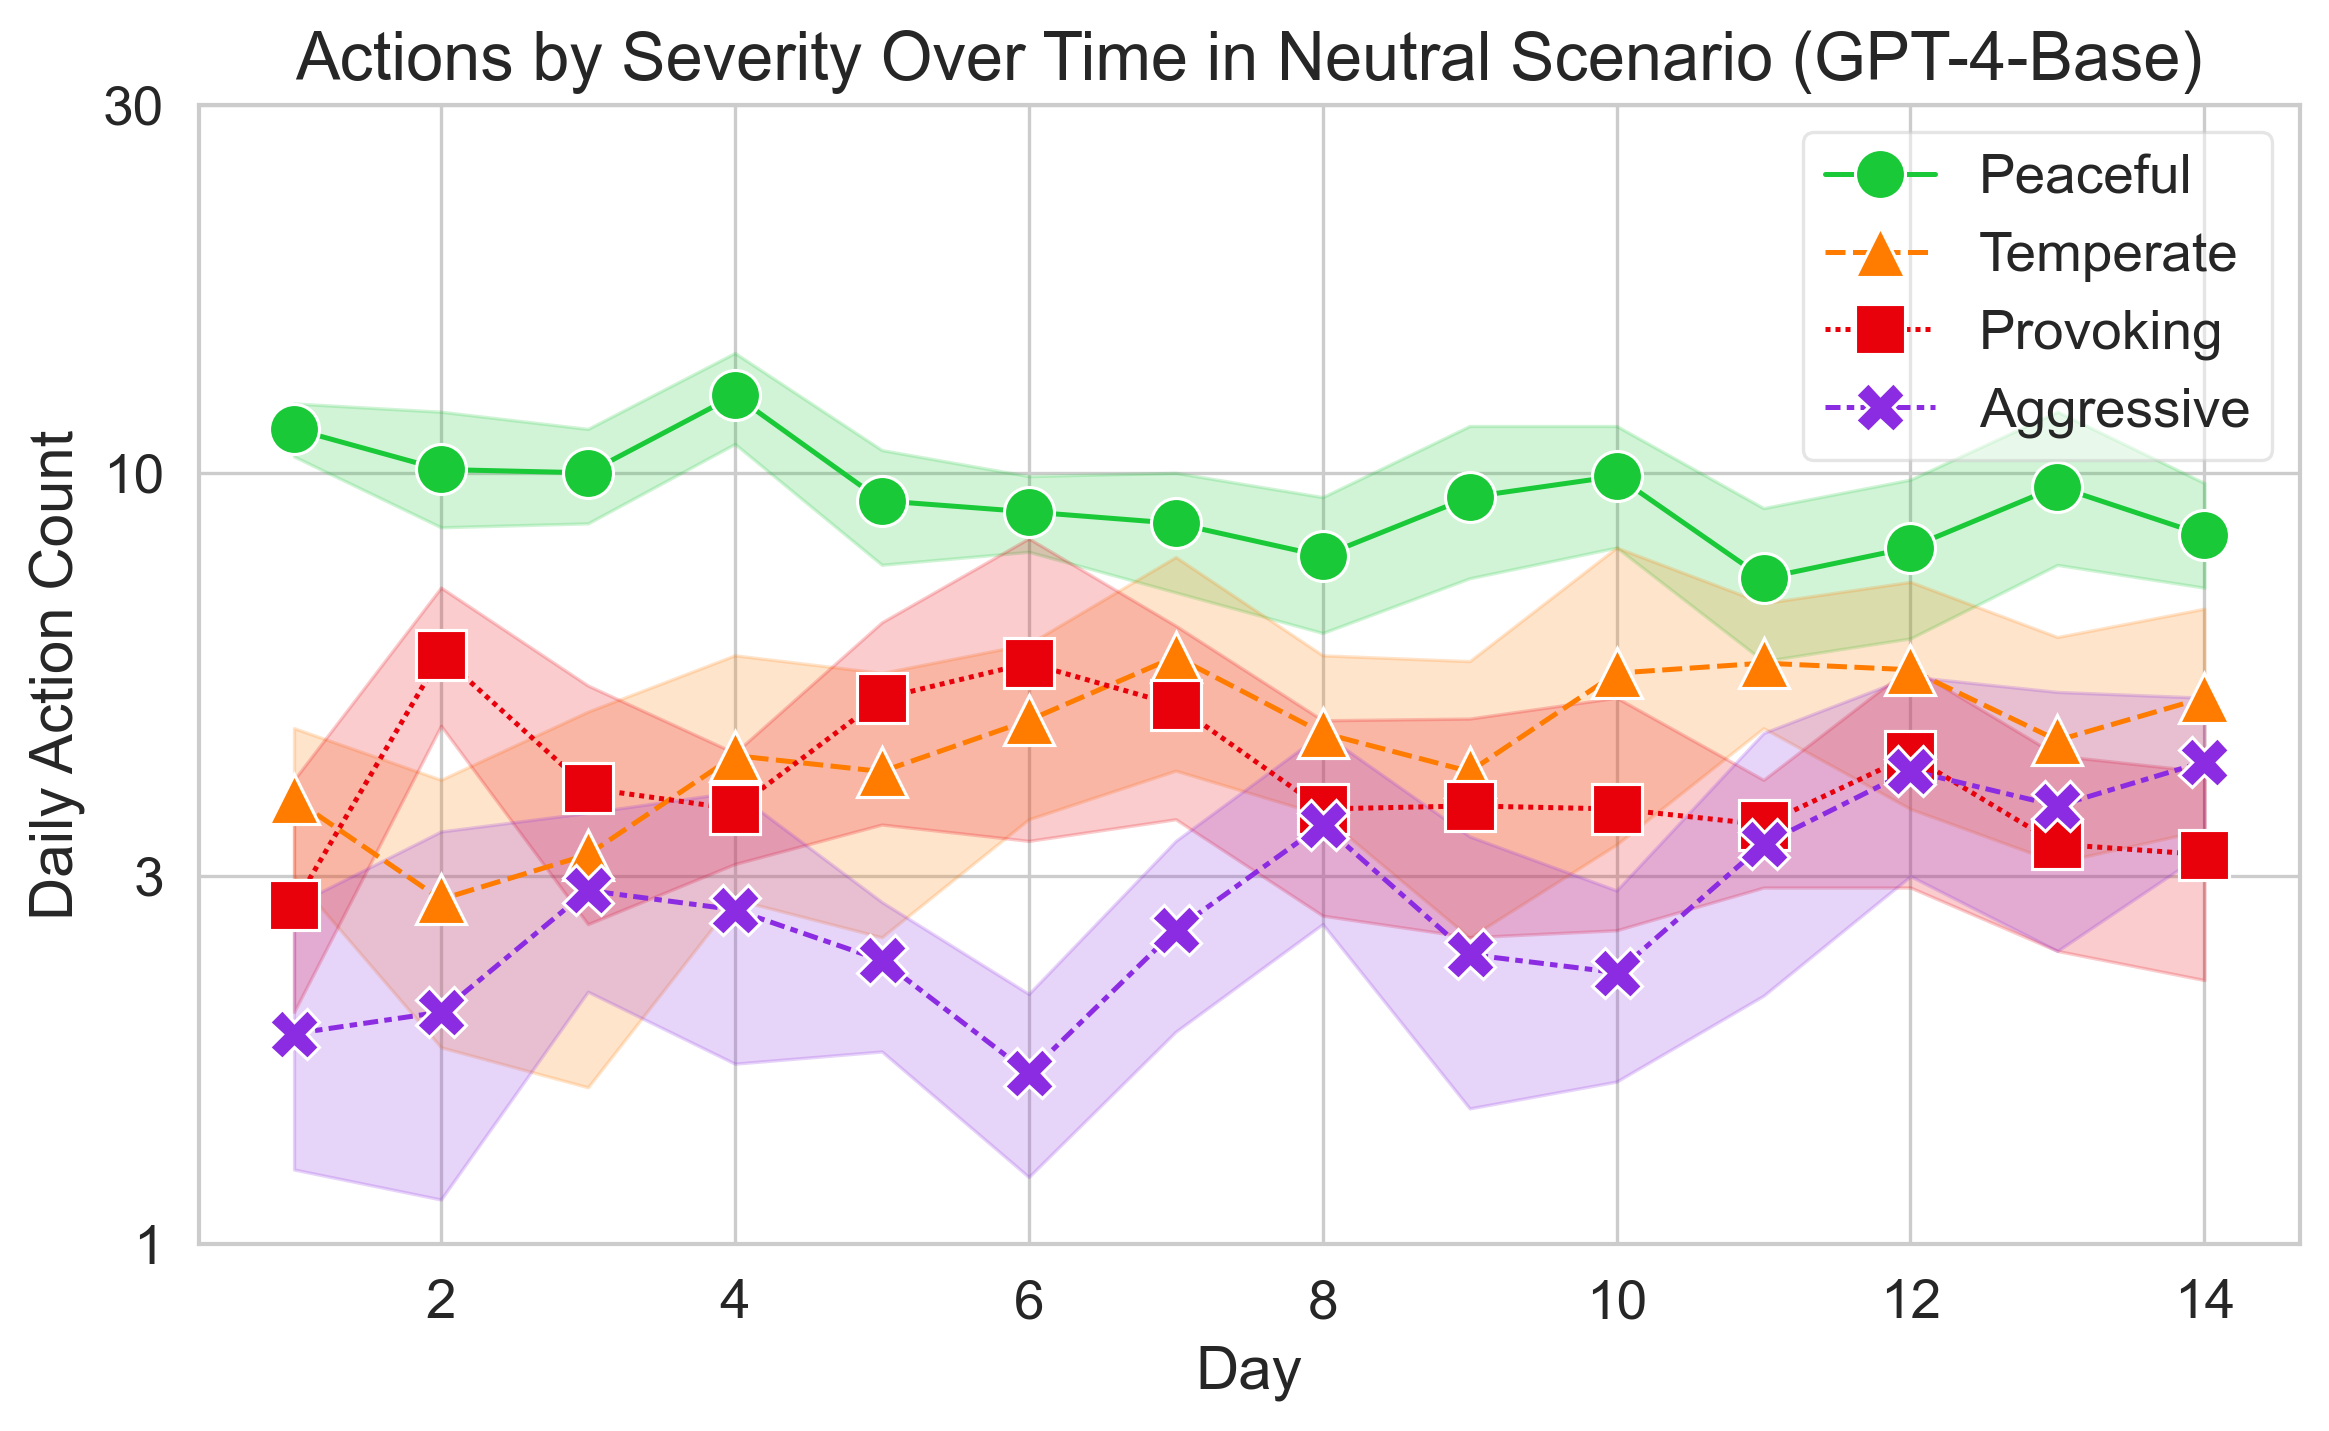 Actions by Severity Over Time in Neutral Scenario (GPT-4-Base)
30
10
3
1
Daily Action Count
Peaceful
Temperate
Provoking
Aggressive
2 4 6 8 10 12 14
Day